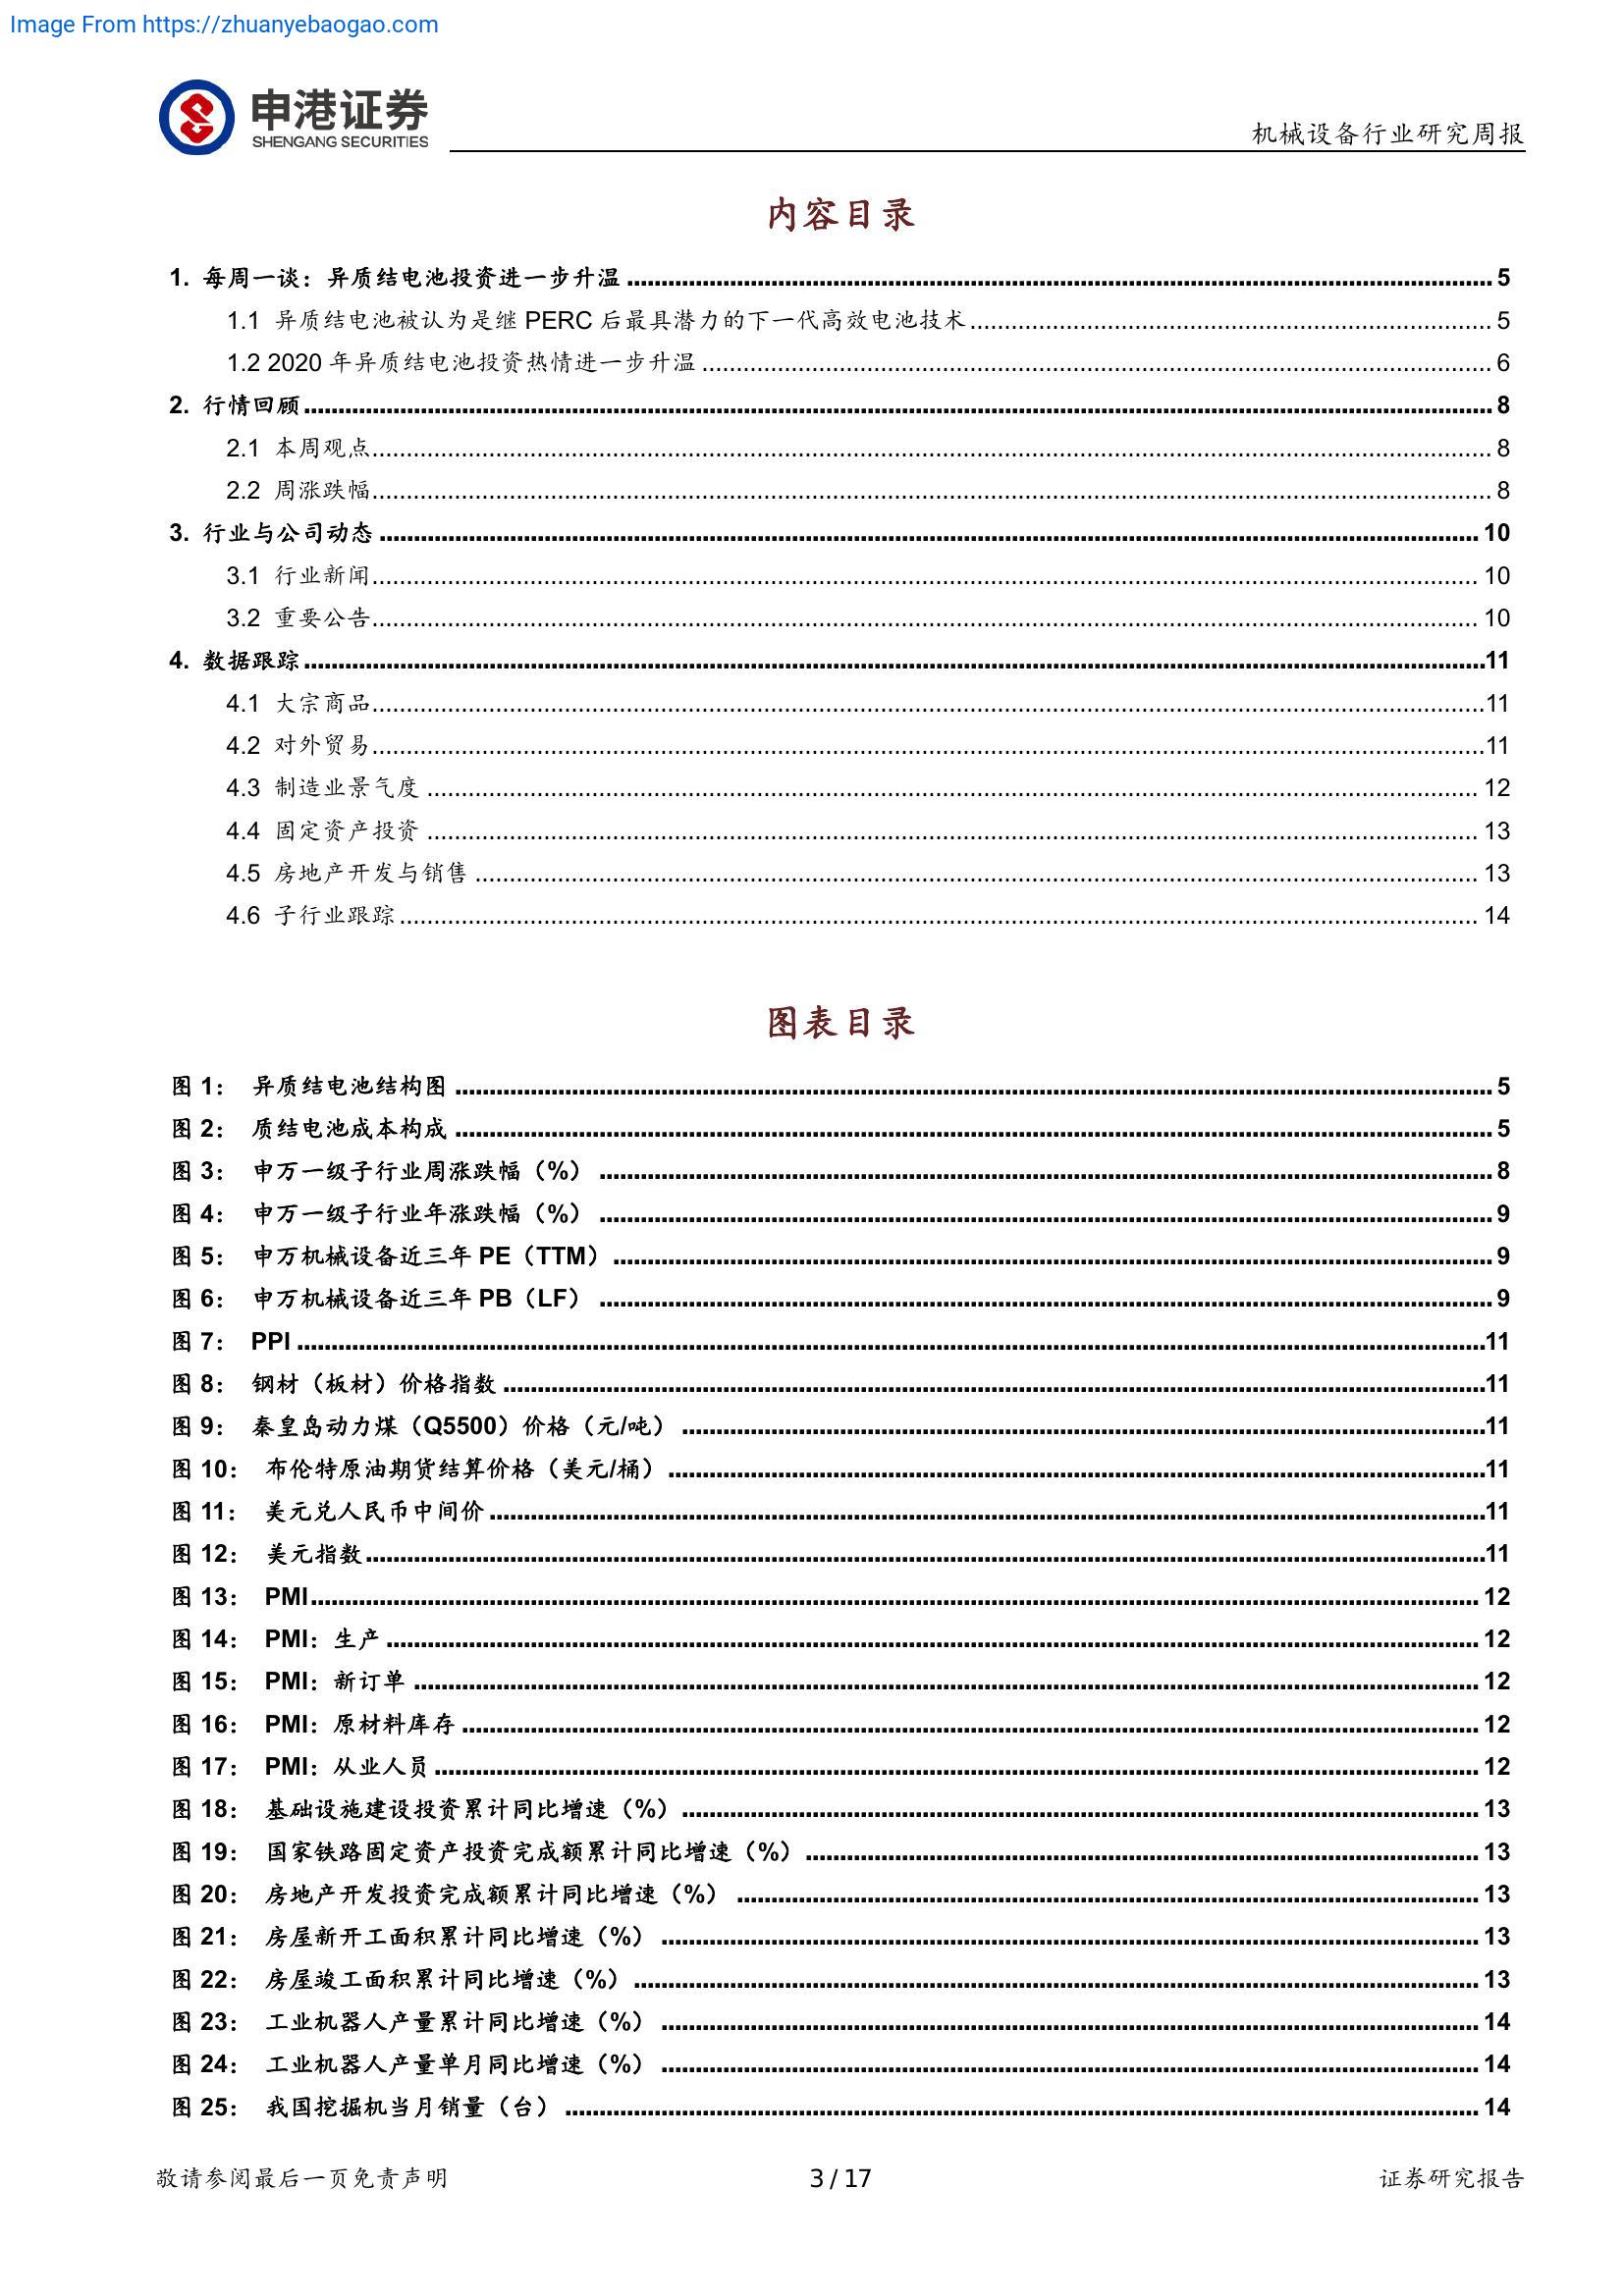 Image From https://zhuanyebaogao.com
申港证券
SHENGANG SECURITIES
机械设备行业研究周报
内容目录
1. 每周一谈：异质结电池投资进一步升温 5
1.1 异质结电池被认为是继 PERC 后最具潜力的下一代高效电池技术 5
1.2 2020 年异质结电池投资热情进一步升温 6
2. 行情回顾 8
2.1 本周观点 8
2.2 周涨跌幅 8
3. 行业与公司动态 10
3.1 行业新闻 10
3.2 重要公告 10
4. 数据跟踪 11
4.1 大宗商品 11
4.2 对外贸易 11
4.3 制造业景气度 12
4.4 固定资产投资 13
4.5 房地产开发与销售 13
4.6 子行业跟踪 14
图表目录
图 1： 异质结电池结构图 5
图 2： 质结电池成本构成 5
图 3： 申万一级子行业周涨跌幅（%） 8
图 4： 申万一级子行业年涨跌幅（%） 9
图 5： 申万机械设备近三年 PE（TTM） 9
图 6： 申万机械设备近三年 PB（LF） 9
图 7： PPI 11
图 8： 钢材（板材）价格指数 11
图 9： 秦皇岛动力煤（Q5500）价格（元/吨） 11
图 10： 布伦特原油期货结算价格（美元/桶） 11
图 11： 美元兑人民币中间价 11
图 12： 美元指数 11
图 13： PMI 12
图 14： PMI：生产 12
图 15： PMI：新订单 12
图 16： PMI：原材料库存 12
图 17： PMI：从业人员 12
图 18： 基础设施建设投资累计同比增速（%） 13
图 19： 国家铁路固定资产投资完成额累计同比增速（%） 13
图 20： 房地产开发投资完成额累计同比增速（%） 13
图 21： 房屋新开工面积累计同比增速（%） 13
图 22： 房屋竣工面积累计同比增速（%） 13
图 23： 工业机器人产量累计同比增速（%） 14
图 24： 工业机器人产量单月同比增速（%） 14
图 25： 我国挖掘机当月销量（台） 14
敬请参阅最后一页免责声明
3 / 17
证券研究报告